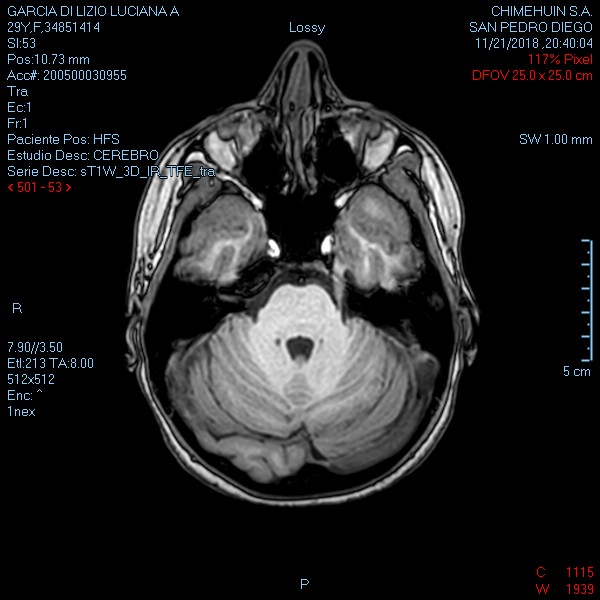 GARCIA DI LIZIO LUCIANA A
29Y,F,34851414
Sl:53
Pos:10.73 mm
Acc#: 200500030955
Tra
Ec:1
Fr:1
Paciente Pos: HFS
Estudio Desc: CEREBRO
Serie Desc: sT1W_3D_IR_TFE_tra
< 501 - 53 >
Lossy
CHIMEHUIN S.A.
SAN PEDRO DIEGO
11/21/2018 ,20:40:04
117% Pixel
DFOV 25.0 x 25.0 cm
SW 1.00 mm
R
5 cm
7.90//3.50
Etl:213 TA:8.00
512x512
Enc: ^
1nex
P
C 1115
W 1939